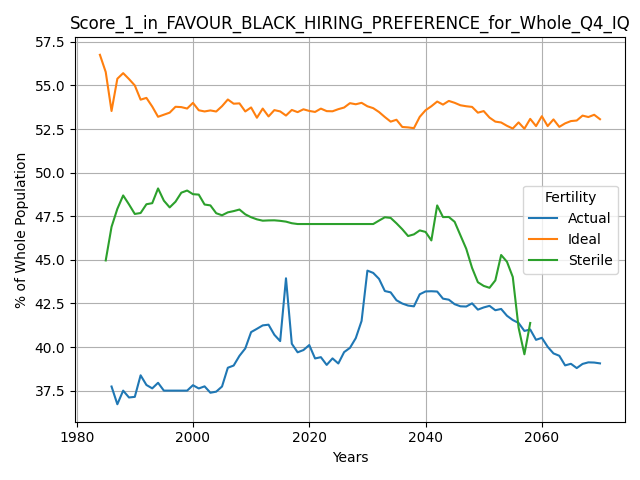 Score_1_in_FAVOUR_BLACK_HIRING_PREFERENCE_for_Whole_Q4_IQ
57.5
55.0
52.5
50.0
47.5
45.0
42.5
40.0
37.5
% of Whole Population
Fertility
Actual
Ideal
Sterile
1980
2000
2020
2040
2060
Years